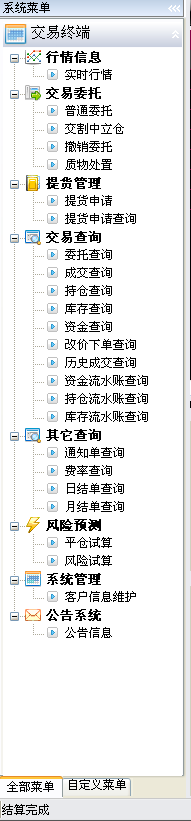 系统菜单
交易终端
行情信息
实时行情
交易委托
普通委托
交割中立仓
撤销委托
质物处置
提货管理
提货申请
提货申请查询
交易查询
委托查询
成交查询
持仓查询
库存查询
资金查询
改价下单查询
历史成交查询
资金流水账查询
持仓流水账查询
库存流水账查询
其它查询
通知单查询
费率查询
日结单查询
月结单查询
风险预测
平仓试算
风险试算
系统管理
客户信息维护
公告系统
公告信息
全部菜单 自定义菜单
结算完成